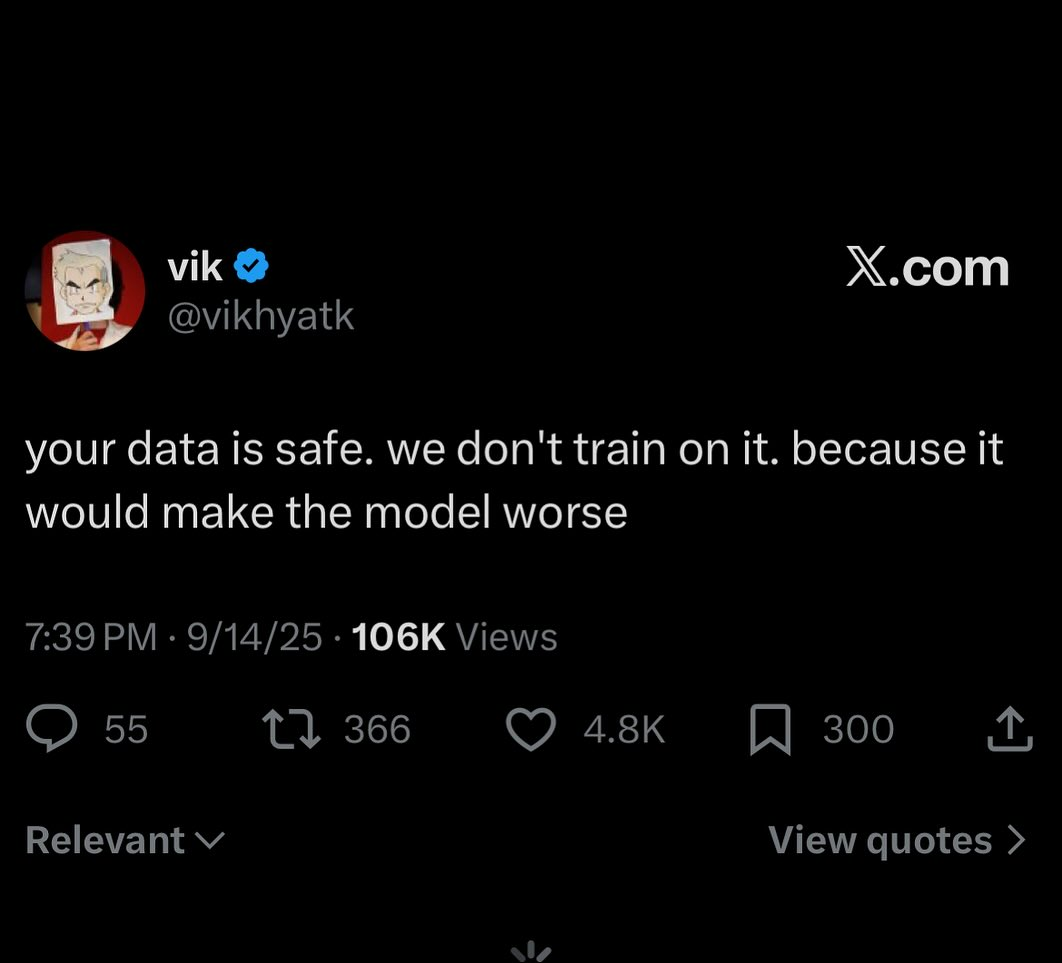 vik
@vikhyatk
𝕏.com
your data is safe. we don't train on it. because it
would make the model worse
7:39 PM · 9/14/25 · 106K Views
55 366 4.8K 300
Relevant View quotes